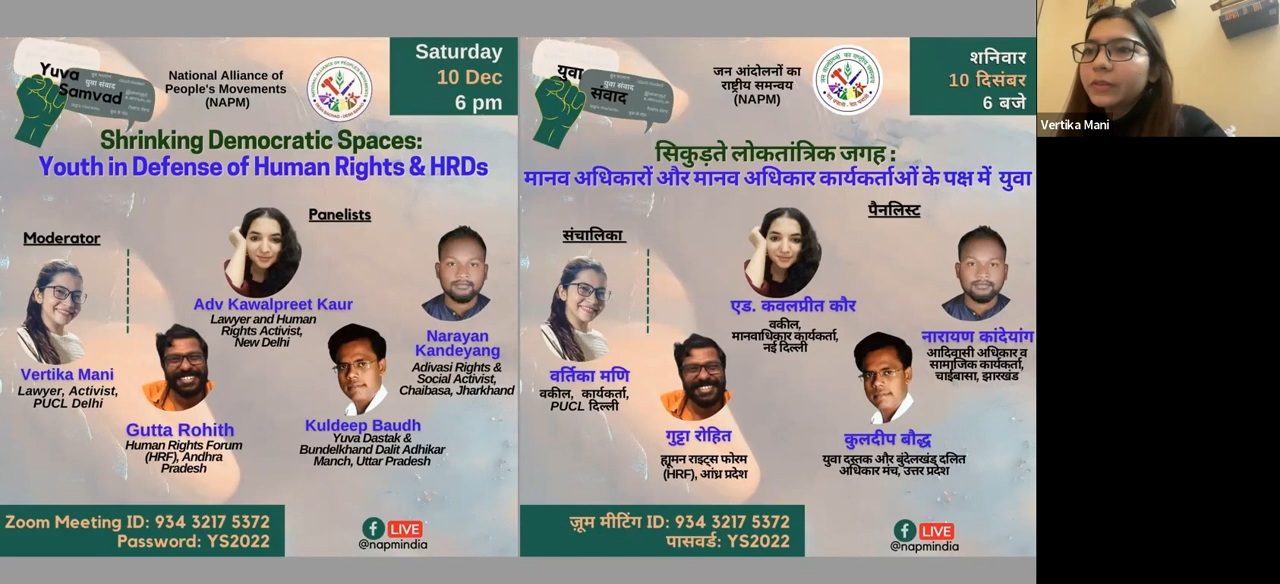 Yuva
Samvad
युवा संवाद
National Alliance of
People's Movements
(NAPM)
Saturday
10 Dec
6 pm
Shrinking Democratic Spaces:
Youth in Defense of Human Rights & HRDs
Panelists
Moderator
Adv Kawalpreet Kaur
Lawyer and Human
Rights Activist,
New Delhi
Narayan
Kandeyang
Adivasi Rights &
Social Activist,
Chaibasa, Jharkhand
Vertika Mani
Lawyer, Activist,
PUCL Delhi
Gutta Rohith
Human Rights Forum
(HRF), Andhra
Pradesh
Kuldeep Baudh
Yuva Dastak &
Bundelkhand Dalit Adhikar
Manch, Uttar Pradesh
Zoom Meeting ID: 934 3217 5372
Password: YS2022
LIVE
@napmindia
युवा
संवाद
युवा संवाद
जन आंदोलनों का
राष्ट्रीय समन्वय
(NAPM)
शनिवार
10 दिसंबर
6 बजे
सिकुड़ते लोकतांत्रिक जगह :
मानव अधिकारों और मानव अधिकार कार्यकर्ताओं के पक्ष में युवा
पैनलिस्ट
संचालिका
एड. कवलप्रीत कौर
वकील,
मानवाधिकार कार्यकर्ता,
नई दिल्ली
नारायण कांदेयांग
आदिवासी अधिकार व
सामाजिक कार्यकर्ता,
चाईबासा, झारखंड
वर्तिका मणि
वकील, कार्यकर्ता,
PUCL दिल्ली
गुट्टा रोहित
ह्यूमन राइट्स फोरम
(HRF), आंध्र प्रदेश
कुलदीप बौद्ध
युवा दस्तक और बुंदेलखंड दलित
अधिकार मंच, उत्तर प्रदेश
ज़ूम मीटिंग ID: 934 3217 5372
पासवर्ड: YS2022
LIVE
@napmindia
Vertika Mani